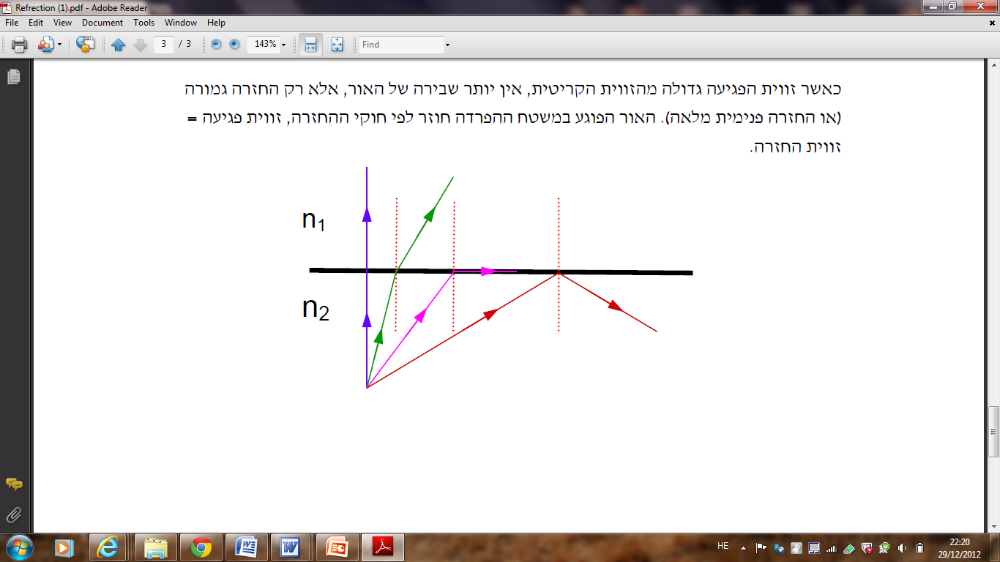 Refrection (1).pdf - Adobe Reader
File Edit View Document Tools Window Help
3 / 3 143% Find
כאשר זווית הפגיעה גדולה מהזווית הקריטית, אין יותר שבירה של האור, אלא רק החזרה גמורה
(או החזרה פנימית מלאה). האור הפוגע במשטח ההפרדה חוזר לפי חוקי ההחזרה, זווית פגיעה =
זווית החזרה.
n₁
n₂
HE 22:20
29/12/2012